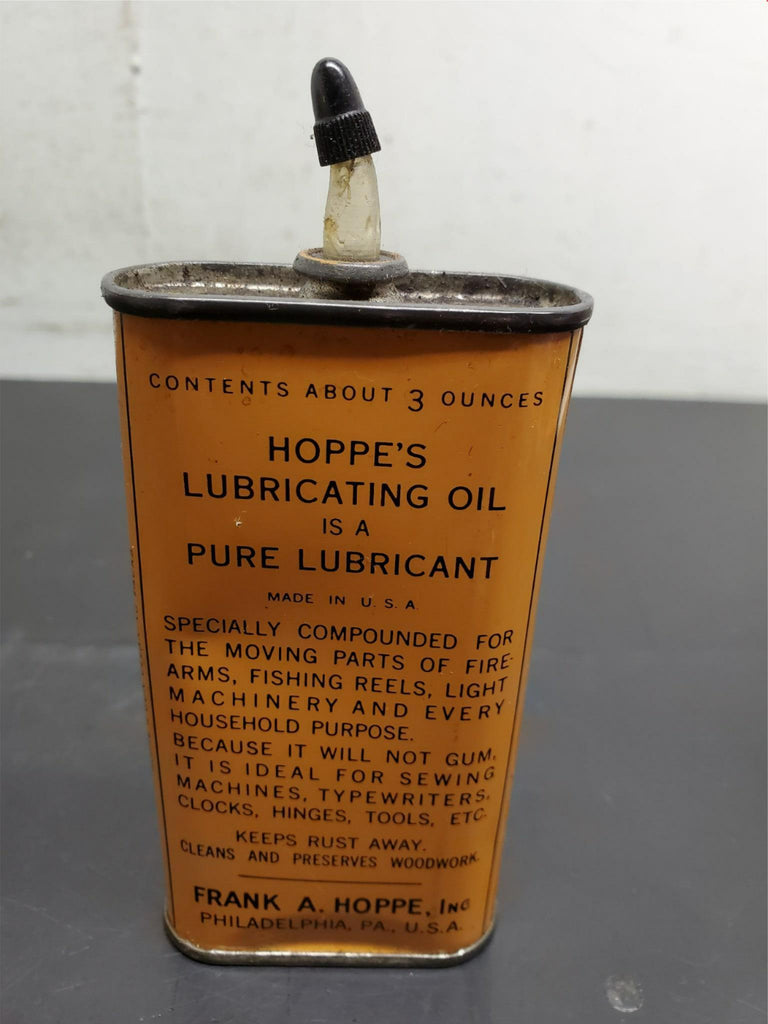 CONTENTS ABOUT 3 OUNCES
HOPPE'S
LUBRICATING OIL
IS A
PURE LUBRICANT
MADE IN U.S.A.
SPECIALLY COMPOUNDED FOR
THE MOVING PARTS OF FIRE-
ARMS, FISHING REELS, LIGHT
MACHINERY AND EVERY
HOUSEHOLD PURPOSE.
BECAUSE IT WILL NOT GUM,
IT IS IDEAL FOR SEWING
MACHINES, TYPEWRITERS,
CLOCKS, HINGES, TOOLS, ETC.
KEEPS RUST AWAY.
CLEANS AND PRESERVES WOODWORK.
FRANK A. HOPPE, INC
PHILADELPHIA, PA., U.S.A.